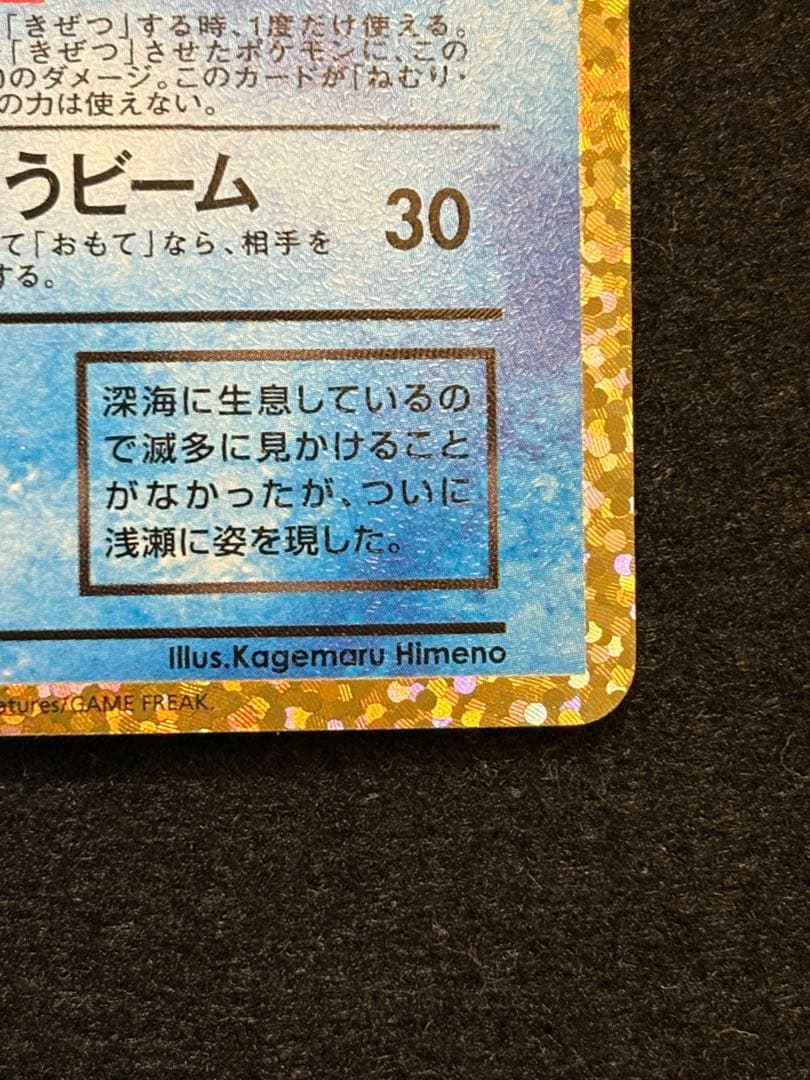 「きぜつ」する時、1度だけ使える。
「きぜつ」させたポケモンに、この
0のダメージ。このカードが「ねむり・
の力は使えない。
うビーム
30
て「おもて」なら、相手を
する。
深海に生息しているの
で滅多に見かけること
がなかったが、ついに
浅瀬に姿を現した。
Illus.Kagemaru Himeno
atures/GAME FREAK.